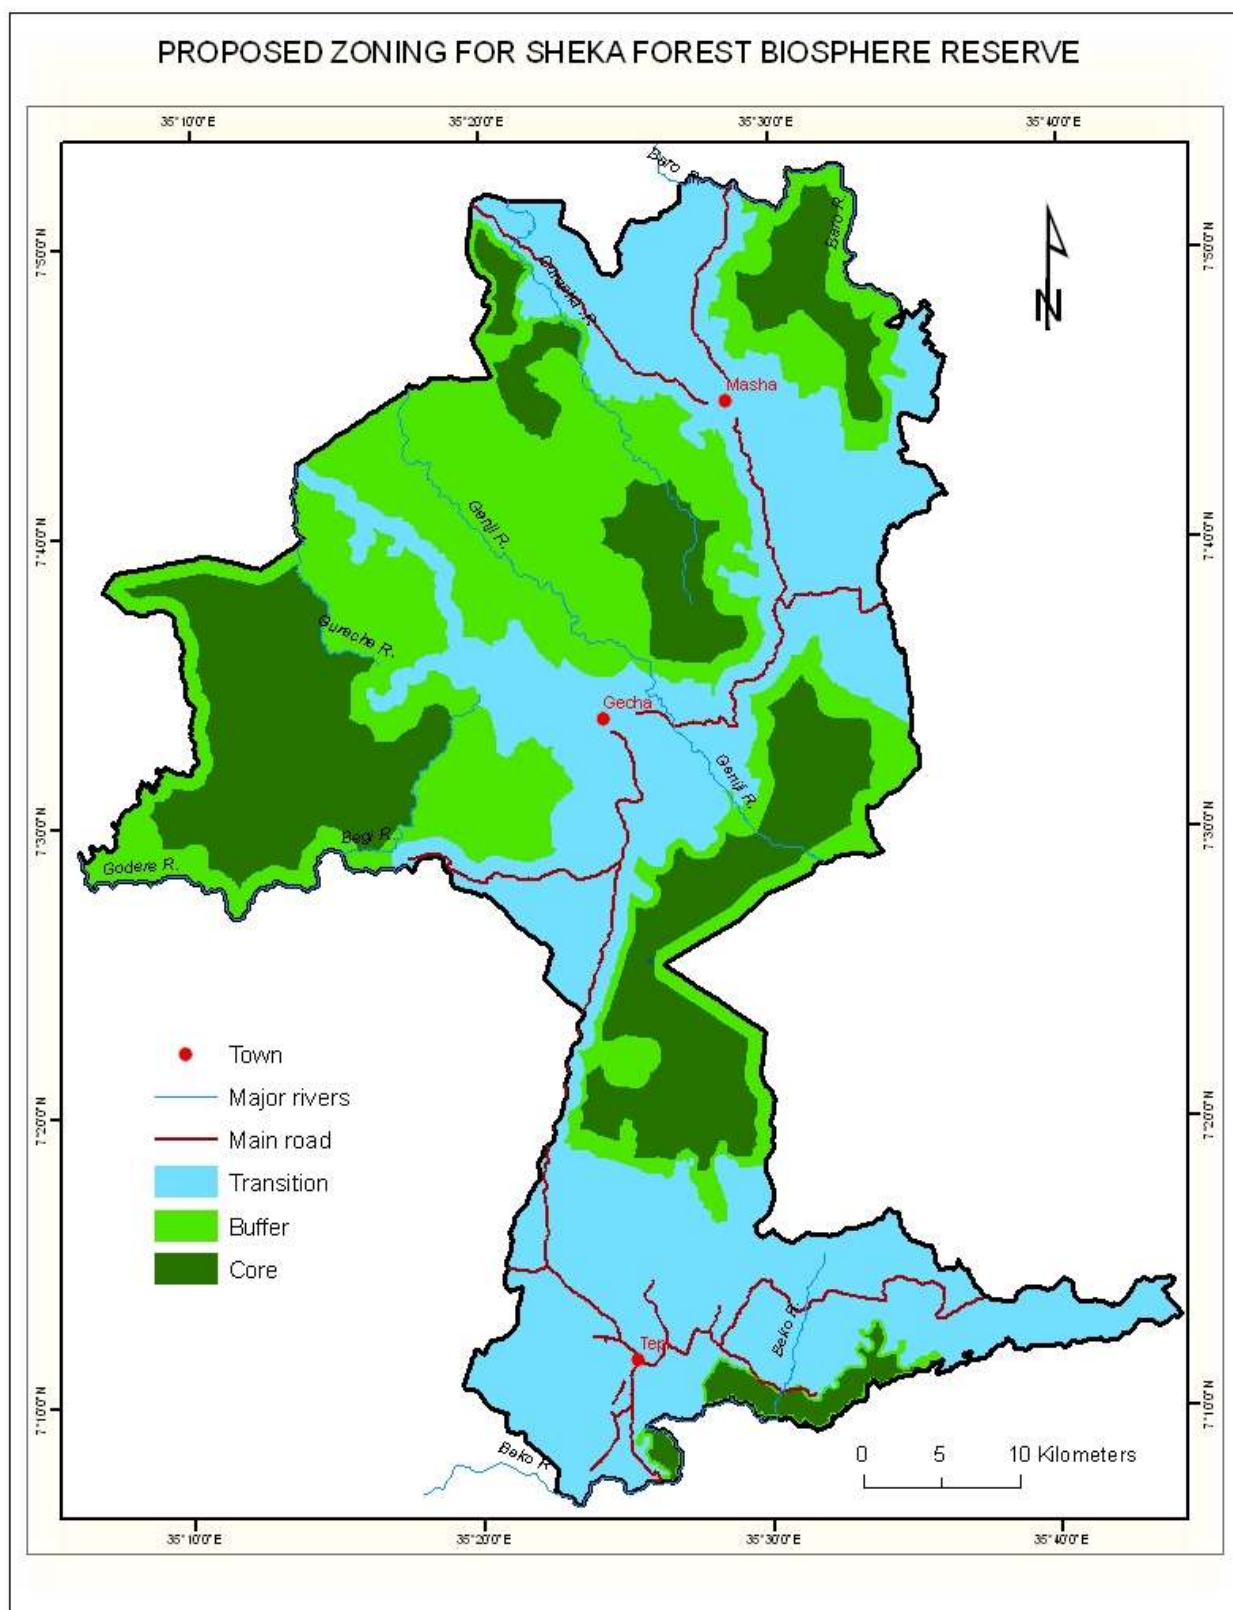 PROPOSED ZONING FOR SHEKA FOREST BIOSPHERE RESERVE
35°10'0"E 35°20'0"E 35°30'0"E 35°40'0"E
Baro R.
Baro R.
7°50'0"N 7°50'0"N
R.
Masha
Genji R.
7°40'0"N 7°40'0"N
Gureche R.
Gecha
Genji R.
7°30'0"N 7°30'0"N
Begi R.
Godere R.
Town
Major rivers
Main road
7°20'0"N 7°20'0"N
Transition
Buffer
Core
Beko R.
Tepi
7°10'0"N 7°10'0"N
Beko R
0 5 10 Kilometers
35°10'0"E 35°20'0"E 35°30'0"E 35°40'0"E
N